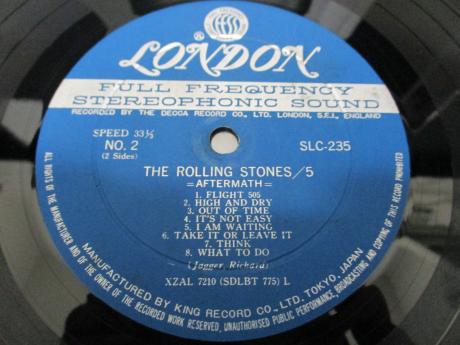 LONDON
FULL FREQUENCY
STEREOPHONIC SOUND
RECORDED BY THE DECCA RECORD CO., LTD. LONDON, S.E.I., ENGLAND
SPEED 33⅓
NO. 2
(2 Sides)
SLC-235
THE ROLLING STONES/5
=AFTERMATH=
1. FLIGHT 505
2. HIGH AND DRY
3. OUT OF TIME
4. IT'S NOT EASY
5. I AM WAITING
6. TAKE IT OR LEAVE IT
7. THINK
8. WHAT TO DO
(Jagger Richard)
XZAL 7210 (SDLBT 775) L
MANUFACTURED BY KING RECORD CO., LTD. TOKYO, JAPAN
ALL RIGHTS OF THE MANUFACTURER AND OF THE OWNER OF THE RECORDED WORK RESERVED, UNAUTHORISED PUBLIC PERFORMANCE, BROADCASTING AND COPYING OF THIS RECORD PROHIBITED